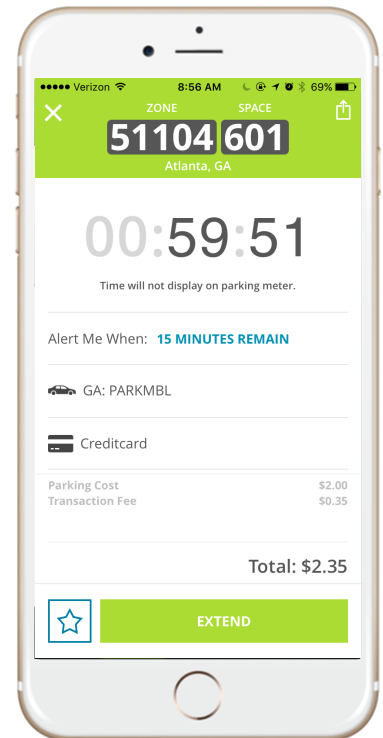 Verizon 8:56 AM 69%
ZONE SPACE
51104 601
Atlanta, GA
00:59:51
Time will not display on parking meter.
Alert Me When: 15 MINUTES REMAIN
GA: PARKMBL
Creditcard
Parking Cost $2.00
Transaction Fee $0.35
Total: $2.35
EXTEND